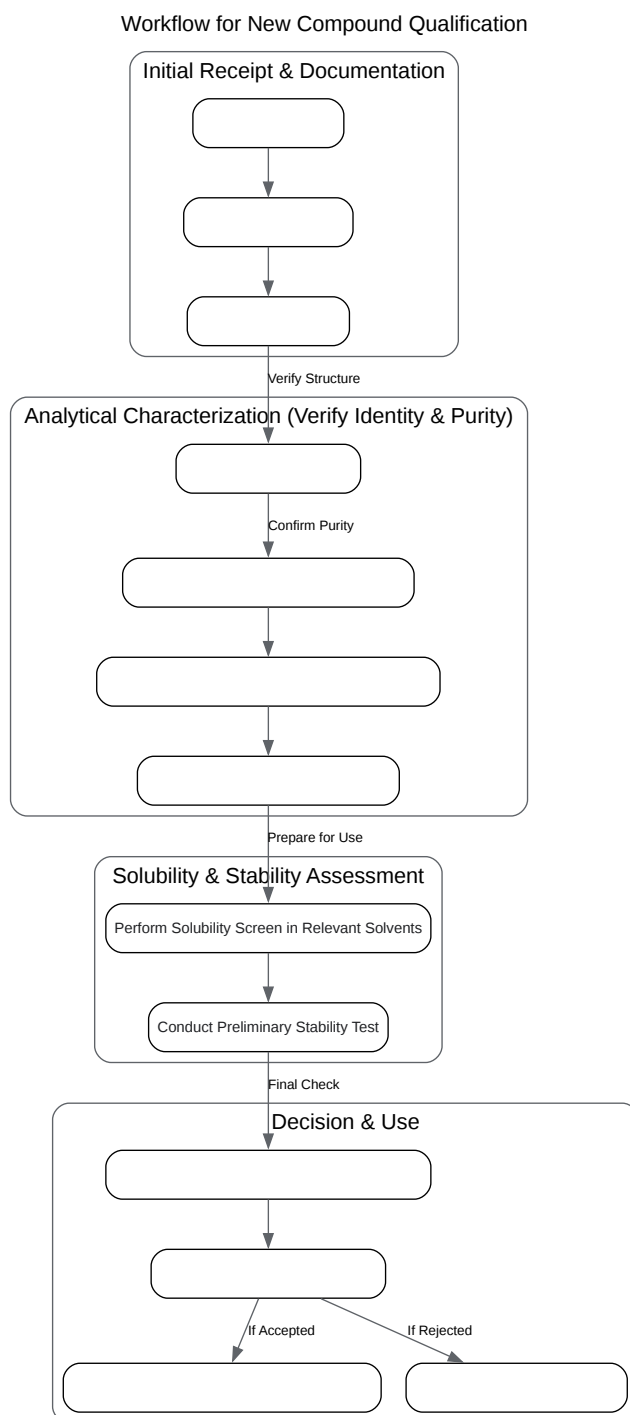 Workflow for New Compound Qualification
Initial Receipt & Documentation
Verify Structure
Analytical Characterization (Verify Identity & Purity)
Confirm Purity
Prepare for Use
Solubility & Stability Assessment
Perform Solubility Screen in Relevant Solvents
Conduct Preliminary Stability Test
Final Check
Decision & Use
If Accepted
If Rejected